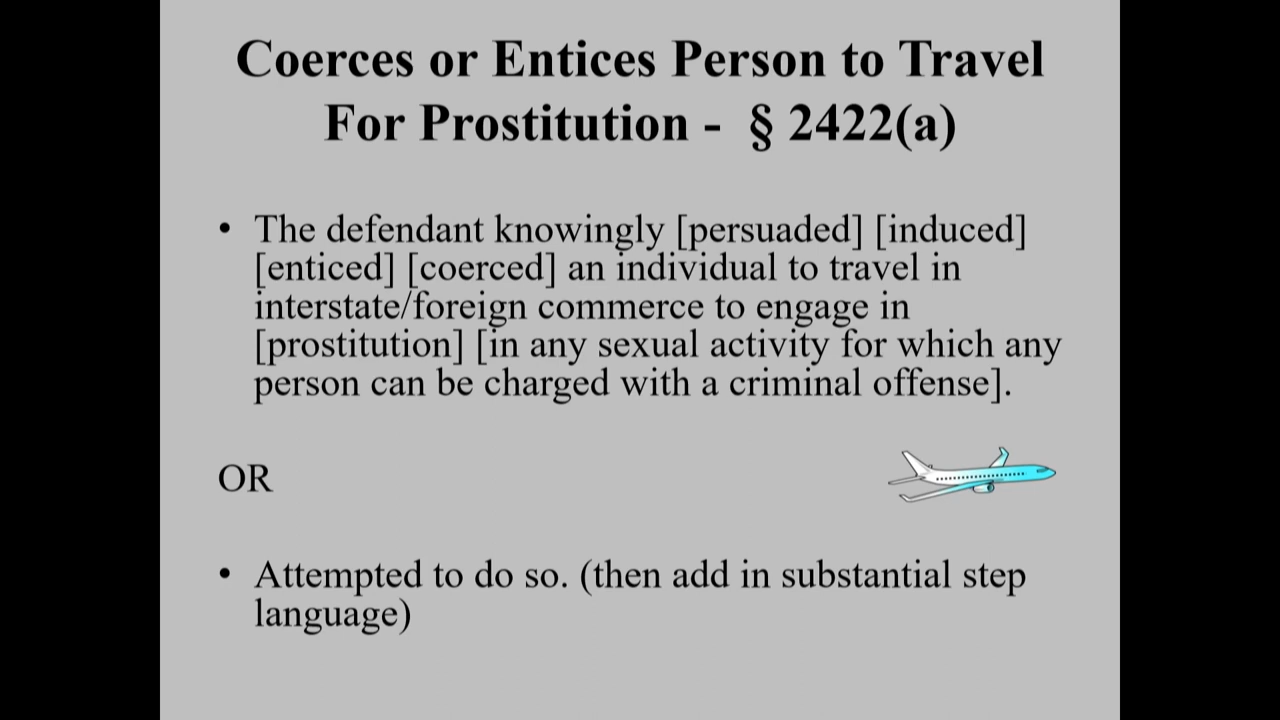 Coerces or Entices Person to Travel
For Prostitution -  § 2422(a)
• The defendant knowingly [persuaded] [induced]
[enticed] [coerced] an individual to travel in
interstate/foreign commerce to engage in
[prostitution] [in any sexual activity for which any
person can be charged with a criminal offense].
OR
• Attempted to do so. (then add in substantial step
language)